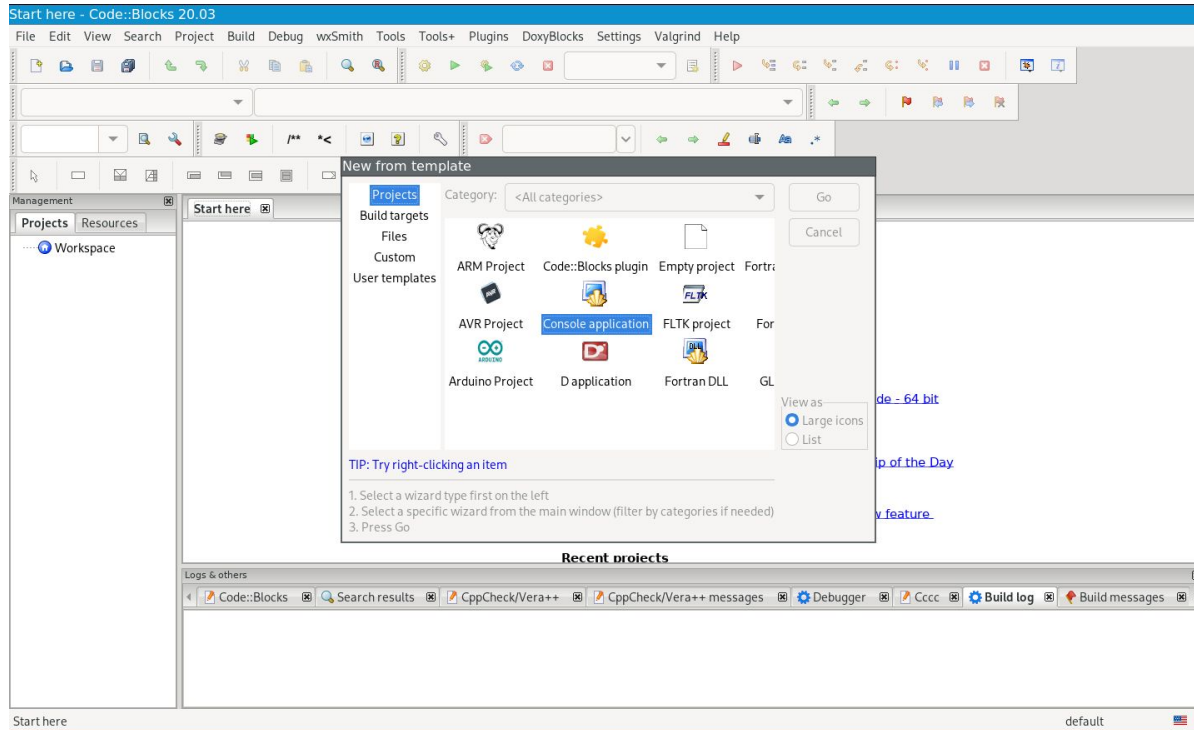 Start here - Code::Blocks 20.03
File Edit View Search Project Build Debug wxSmith Tools Tools+ Plugins DoxyBlocks Settings Valgrind Help
/** *<
.*
New from template
Management
Projects Resources
Workspace
Start here
Projects
Build targets
Files
Custom
User templates
Category: <All categories>
Go
Cancel
ARM Project Code::Blocks plugin Empty project Fortra
AVR Project Console application FLTK project For
Arduino Project D application Fortran DLL GL
View as
Large icons
List
TIP: Try right-clicking an item
1. Select a wizard type first on the left
2. Select a specific wizard from the main window (filter by categories if needed)
3. Press Go
de - 64 bit
ip of the Day
w feature
Recent projects
Logs & others
Code::Blocks Search results CppCheck/Vera++ CppCheck/Vera++ messages Debugger Cccc Build log Build messages
Start here default